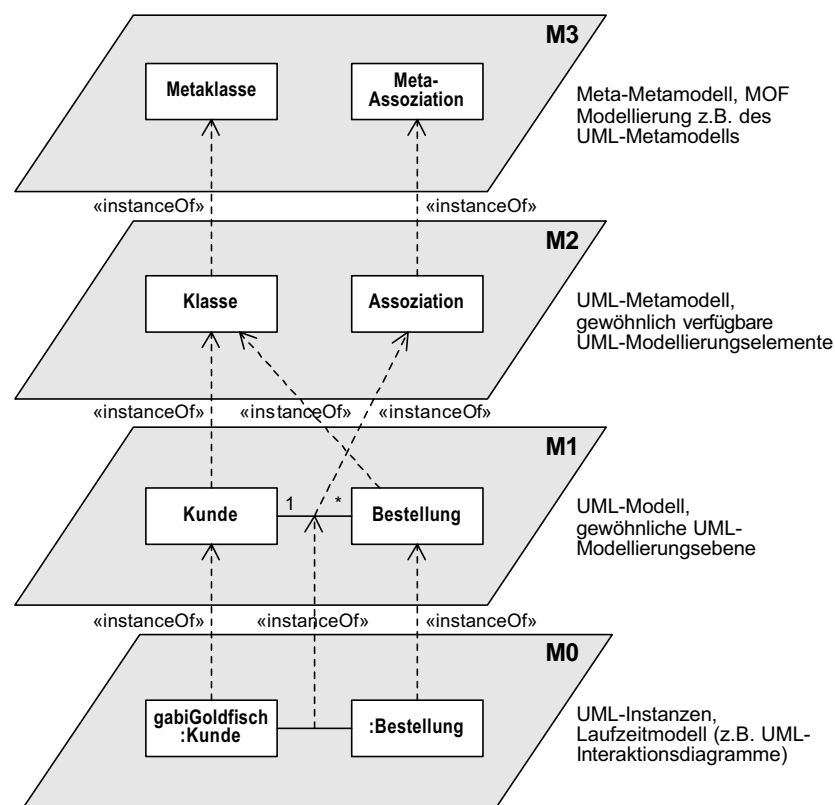 M3
Metaklasse
Meta-
Assoziation
Meta-Metamodell, MOF
Modellierung z.B. des
UML-Metamodells
«instanceOf»
«instanceOf»
M2
Klasse
Assoziation
UML-Metamodell,
gewöhnlich verfügbare
UML-Modellierungselemente
«instanceOf»
«instanceOf»
«instanceOf»
M1
Kunde
1
*
Bestellung
UML-Modell,
gewöhnliche UML-
Modellierungsebene
«instanceOf»
«instanceOf»
«instanceOf»
M0
gabiGoldfisch
:Kunde
:Bestellung
UML-Instanzen,
Laufzeitmodell (z.B. UML-
Interaktionsdiagramme)